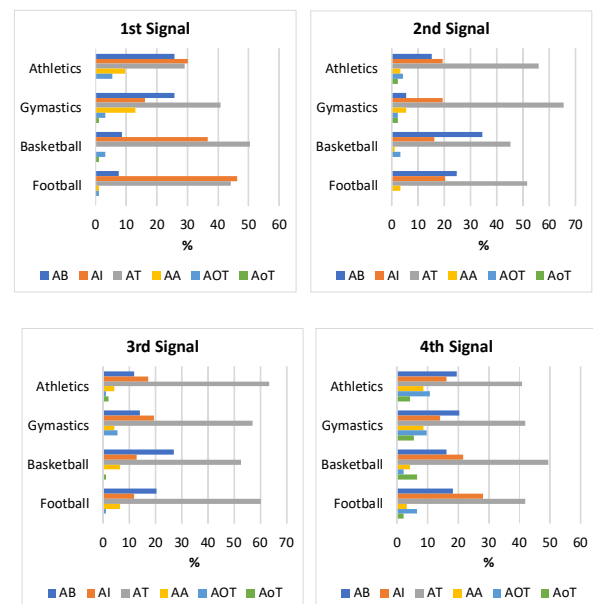 1st Signal
Athletics
Gymastics
Basketball
Football
0 10 20 30 40 50 60
%
AB AI AT AA AOT AoT
2nd Signal
Athletics
Gymastics
Basketball
Football
0 10 20 30 40 50 60 70
%
AB AI AT AA AOT AoT
3rd Signal
Athletics
Gymastics
Basketball
Football
0 10 20 30 40 50 60 70
%
AB AI AT AA AOT AoT
4th Signal
Athletics
Gymastics
Basketball
Football
0 10 20 30 40 50 60
%
AB AI AT AA AOT AoT